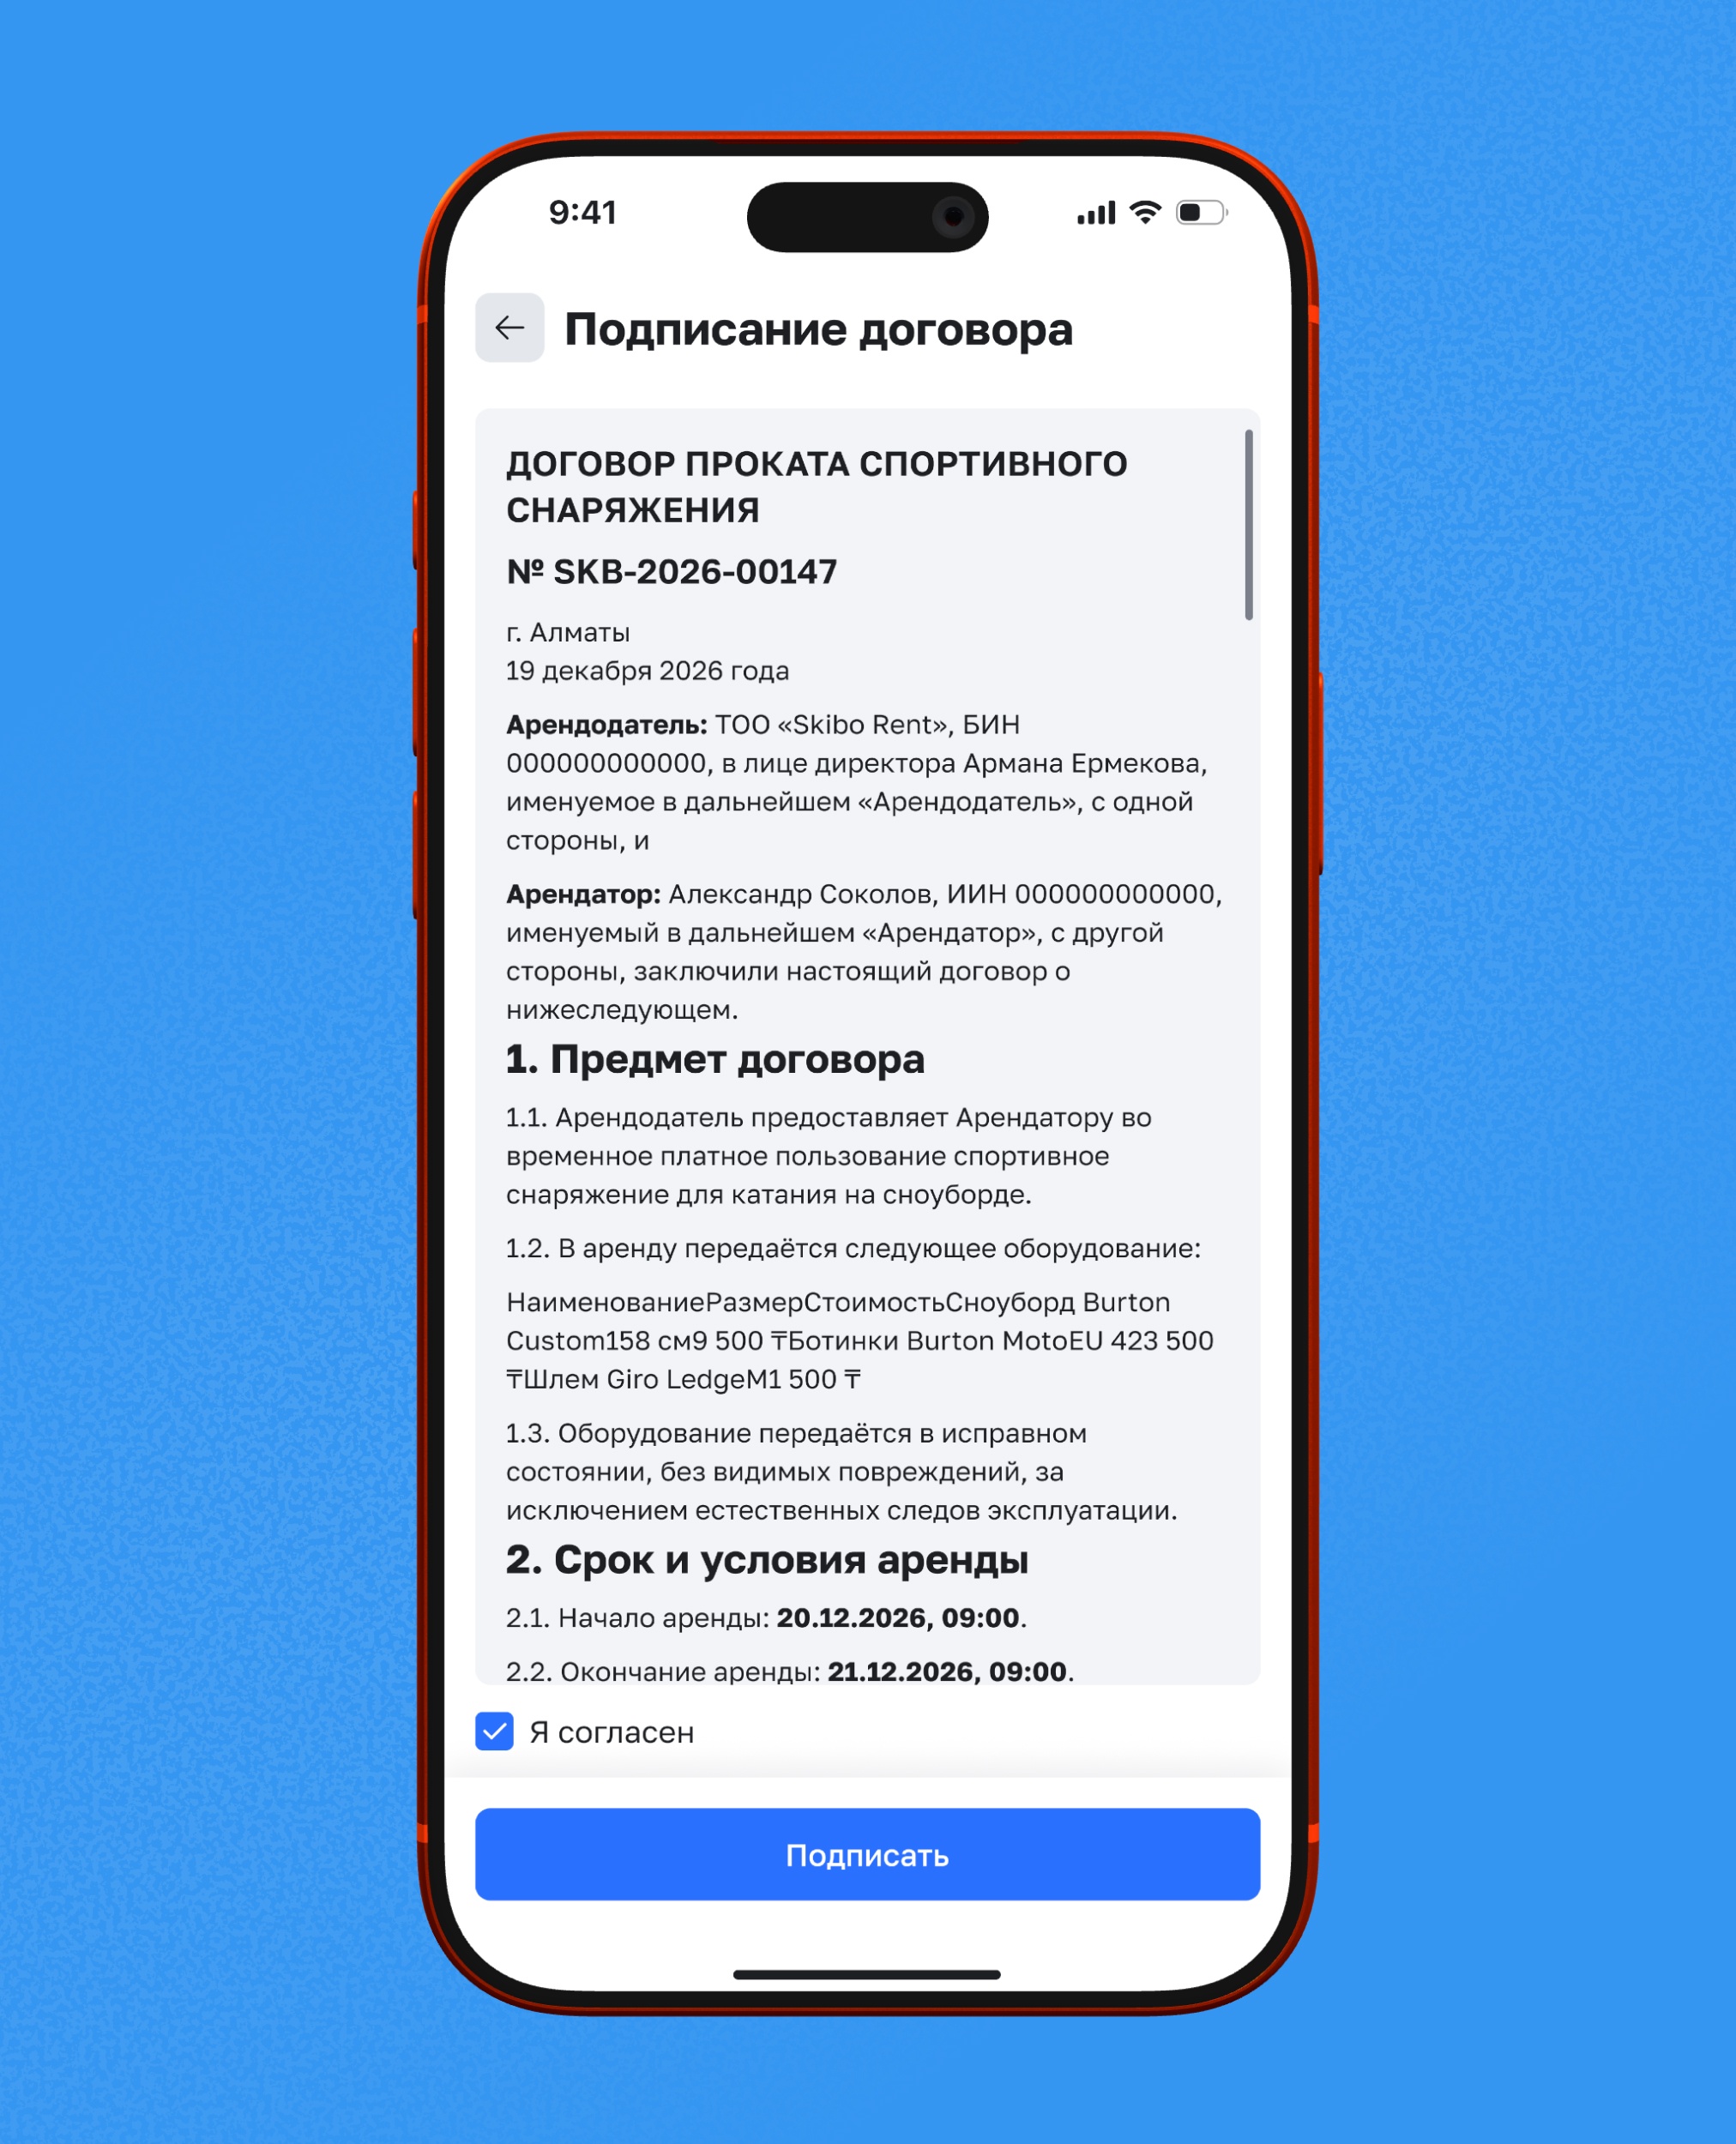 9:41
Подписание договора
ДОГОВОР ПРОКАТА СПОРТИВНОГО
СНАРЯЖЕНИЯ
№ SKB-2026-00147
г. Алматы
19 декабря 2026 года
Арендодатель: ТОО «Skibo Rent», БИН
000000000000, в лице директора Армана Ермекова,
именуемое в дальнейшем «Арендодатель», с одной
стороны, и
Арендатор: Александр Соколов, ИИН 000000000000,
именуемый в дальнейшем «Арендатор», с другой
стороны, заключили настоящий договор о
нижеследующем.
1. Предмет договора
1.1. Арендодатель предоставляет Арендатору во
временное платное пользование спортивное
снаряжение для катания на сноуборде.
1.2. В аренду передаётся следующее оборудование:
НаименованиеРазмерСтоимостьСноуборд Burton
Custom158 см9 500 ₸Ботинки Burton MotoEU 423 500
₸Шлем Giro LedgeM1 500 ₸
1.3. Оборудование передаётся в исправном
состоянии, без видимых повреждений, за
исключением естественных следов эксплуатации.
2. Срок и условия аренды
2.1. Начало аренды: 20.12.2026, 09:00.
2.2. Окончание аренды: 21.12.2026, 09:00.
Я согласен
Подписать